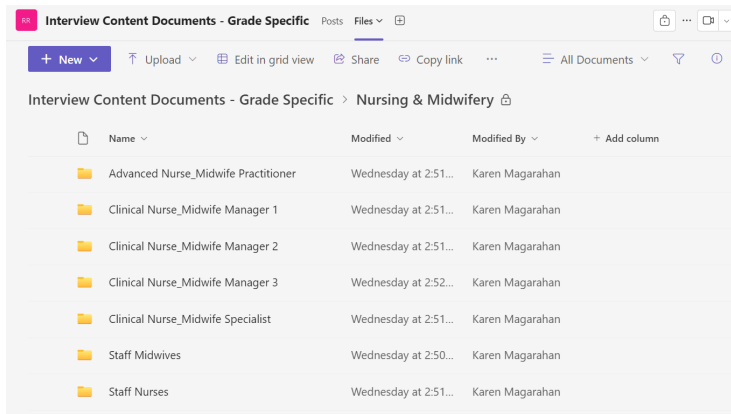 RR Interview Content Documents - Grade Specific Posts Files
+ New Upload Edit in grid view Share Copy link ... All Documents
Interview Content Documents - Grade Specific > Nursing & Midwifery
Name Modified Modified By + Add column
Advanced Nurse_Midwife Practitioner Wednesday at 2:51... Karen Magarahan
Clinical Nurse_Midwife Manager 1 Wednesday at 2:51... Karen Magarahan
Clinical Nurse_Midwife Manager 2 Wednesday at 2:51... Karen Magarahan
Clinical Nurse_Midwife Manager 3 Wednesday at 2:52... Karen Magarahan
Clinical Nurse_Midwife Specialist Wednesday at 2:51... Karen Magarahan
Staff Midwives Wednesday at 2:50... Karen Magarahan
Staff Nurses Wednesday at 2:51... Karen Magarahan